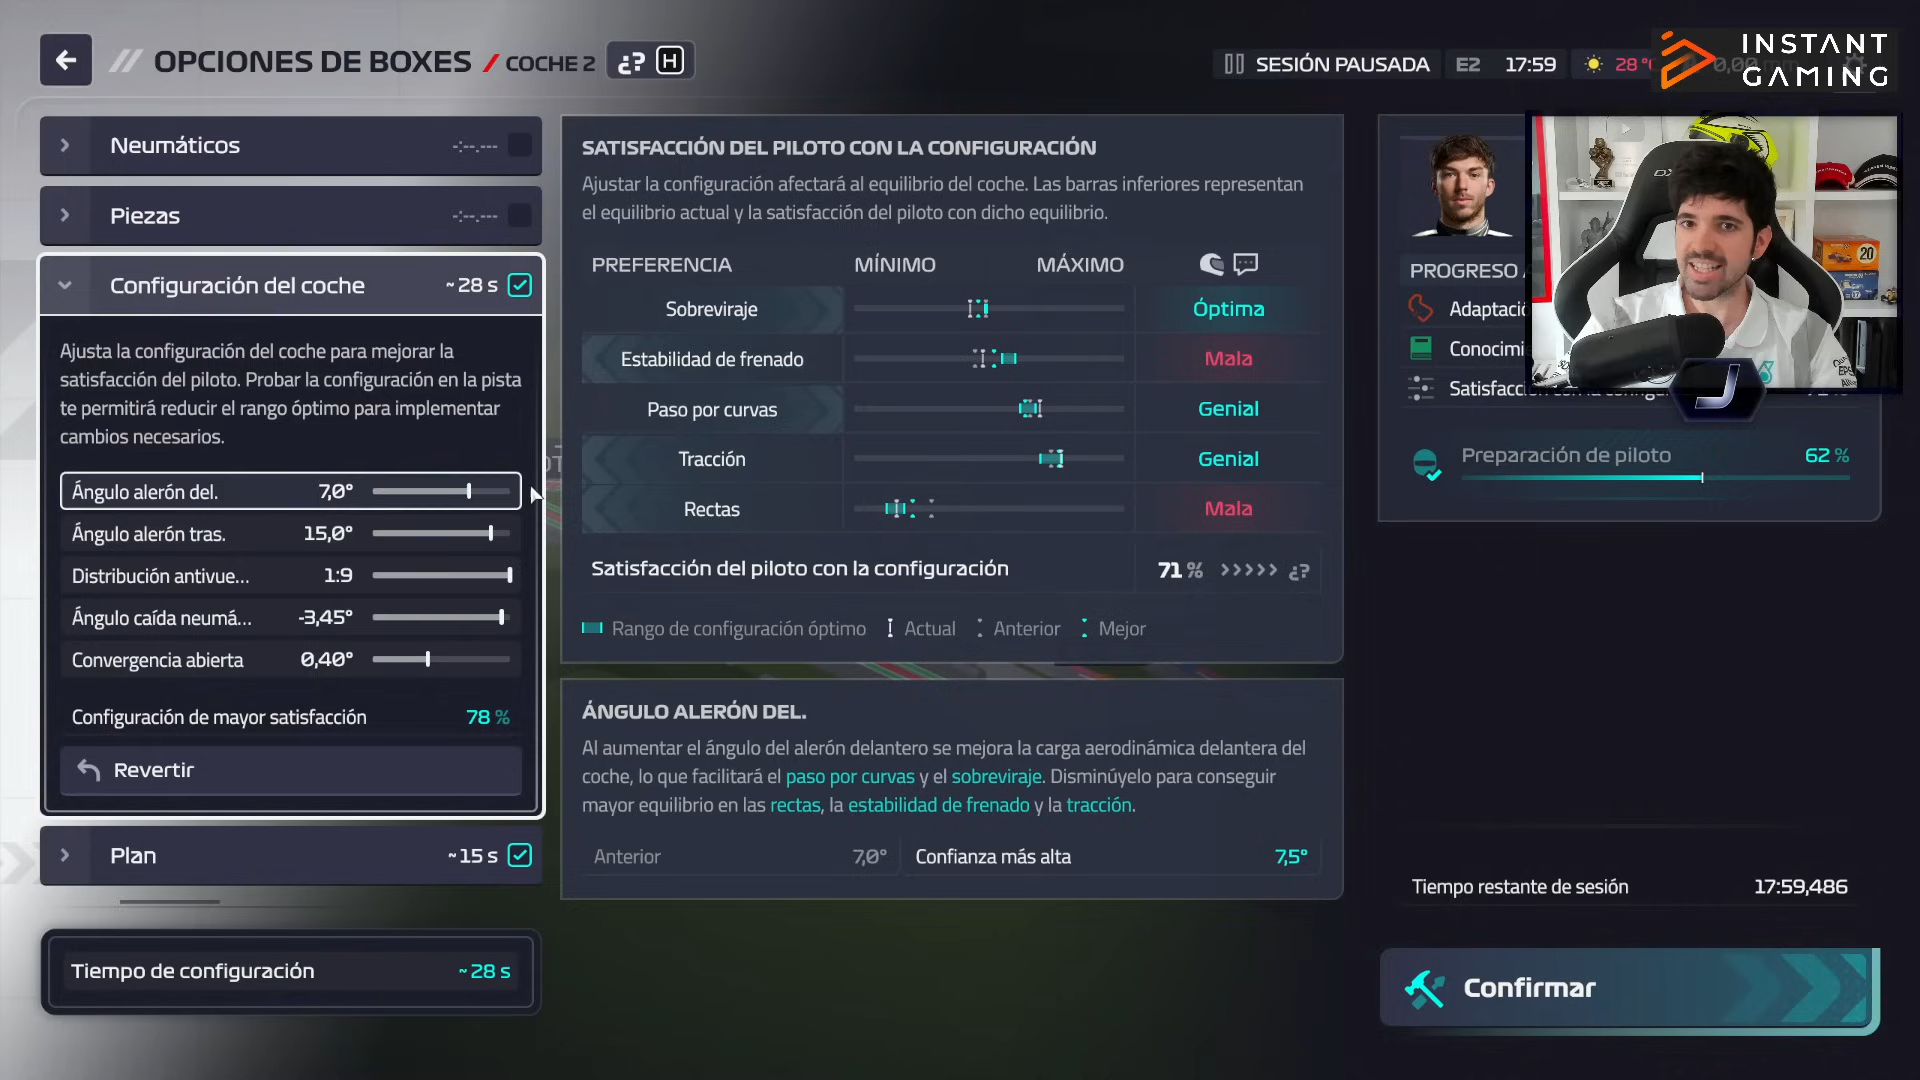 OPCIONES DE BOXES / COCHE 2 ¿? H
SESIÓN PAUSADA E2 17:59 28°
INSTANT
GAMING
Neumáticos -:--.---
Piezas -:--.---
Configuración del coche ~28 s
Ajusta la configuración del coche para mejorar la
satisfacción del piloto. Probar la configuración en la pista
te permitirá reducir el rango óptimo para implementar
cambios necesarios.
Ángulo alerón del. 7,0°
Ángulo alerón tras. 15,0°
Distribución antivue... 1:9
Ángulo caída neumá... -3,45°
Convergencia abierta 0,40°
Configuración de mayor satisfacción 78 %
Revertir
Plan ~15 s
Tiempo de configuración ~28 s
SATISFACCIÓN DEL PILOTO CON LA CONFIGURACIÓN
Ajustar la configuración afectará al equilibrio del coche. Las barras inferiores representan
el equilibrio actual y la satisfacción del piloto con dicho equilibrio.
PREFERENCIA MÍNIMO MÁXIMO
Sobreviraje Óptima
Estabilidad de frenado Mala
Paso por curvas Genial
Tracción Genial
Rectas Mala
Satisfacción del piloto con la configuración 71 % >>>>> ¿?
Rango de configuración óptimo Actual Anterior Mejor
ÁNGULO ALERÓN DEL.
Al aumentar el ángulo del alerón delantero se mejora la carga aerodinámica delantera del
coche, lo que facilitará el paso por curvas y el sobreviraje. Disminúyelo para conseguir
mayor equilibrio en las rectas, la estabilidad de frenado y la tracción.
Anterior 7,0° Confianza más alta 7,5°
PROGRESO
Adaptació
Conocimi
Satisfacc
Preparación de piloto 62 %
Tiempo restante de sesión 17:59,486
Confirmar